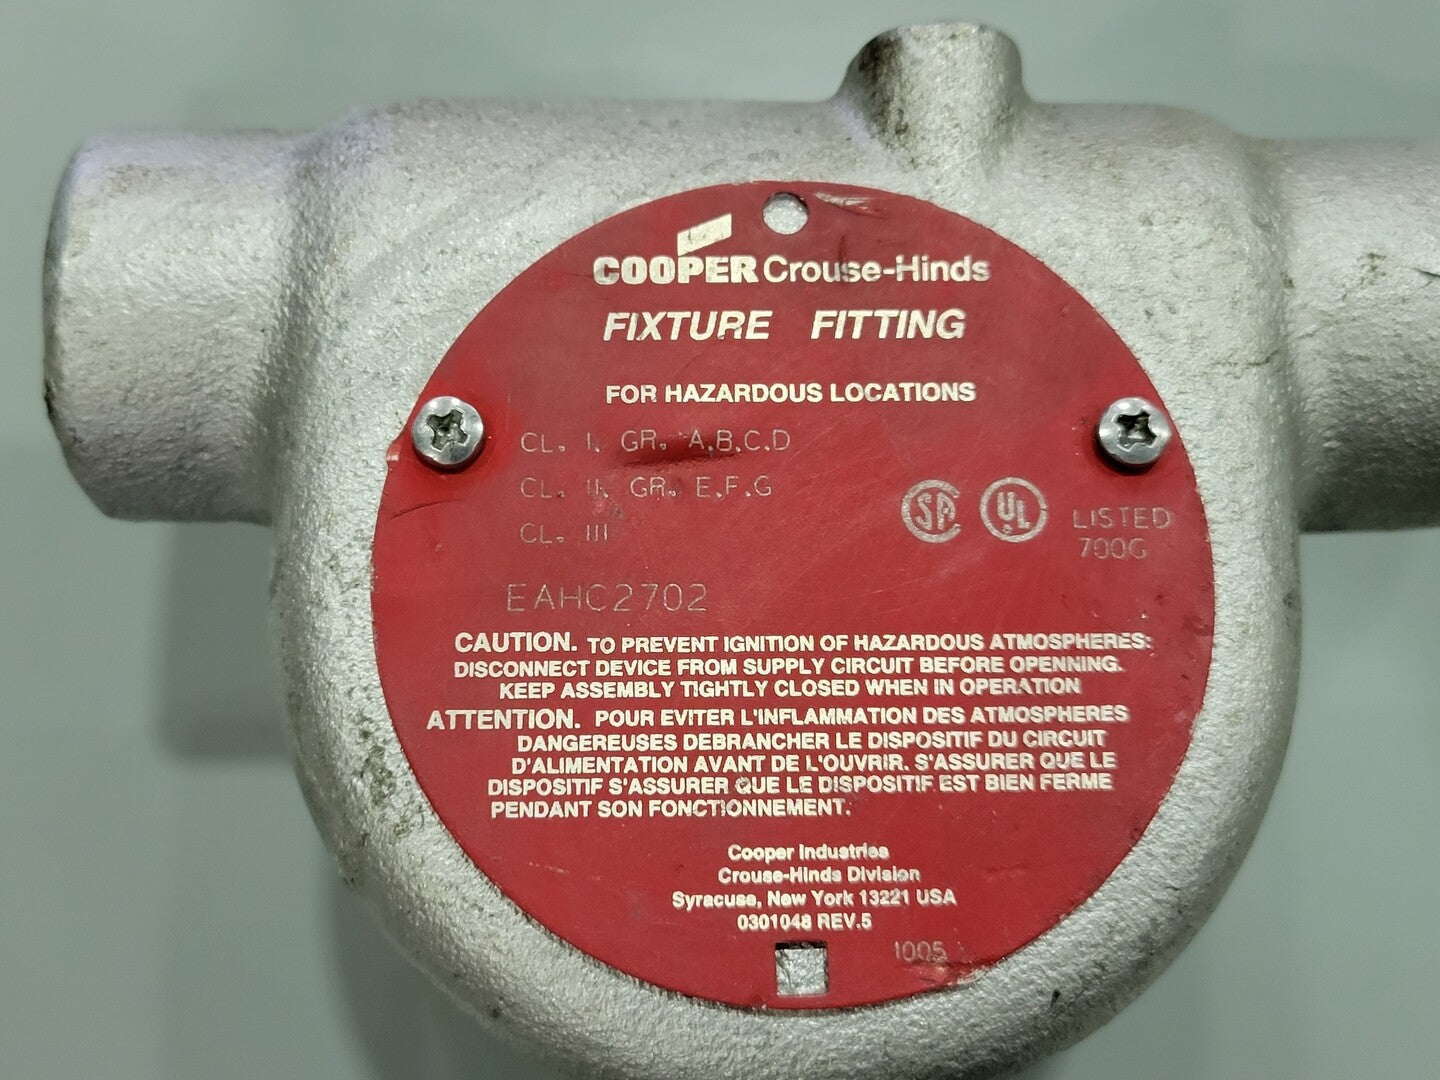 COOPER Crouse-Hinds
FIXTURE FITTING
FOR HAZARDOUS LOCATIONS
CL. I. GR. A.B.C.D
CL. II. GR. E.F.G
CL. III
SA UL LISTED
700G
EAHC2702
CAUTION. TO PREVENT IGNITION OF HAZARDOUS ATMOSPHERES:
DISCONNECT DEVICE FROM SUPPLY CIRCUIT BEFORE OPENNING.
KEEP ASSEMBLY TIGHTLY CLOSED WHEN IN OPERATION
ATTENTION. POUR EVITER L'INFLAMMATION DES ATMOSPHERES
DANGEREUSES DEBRANCHER LE DISPOSITIF DU CIRCUIT
D'ALIMENTATION AVANT DE L'OUVRIR. S'ASSURER QUE LE
DISPOSITIF S'ASSURER QUE LE DISPOSITIF EST BIEN FERME
PENDANT SON FONCTIONNEMENT.
Cooper Industries
Crouse-Hinds Division
Syracuse, New York 13221 USA
0301048 REV.5
1005